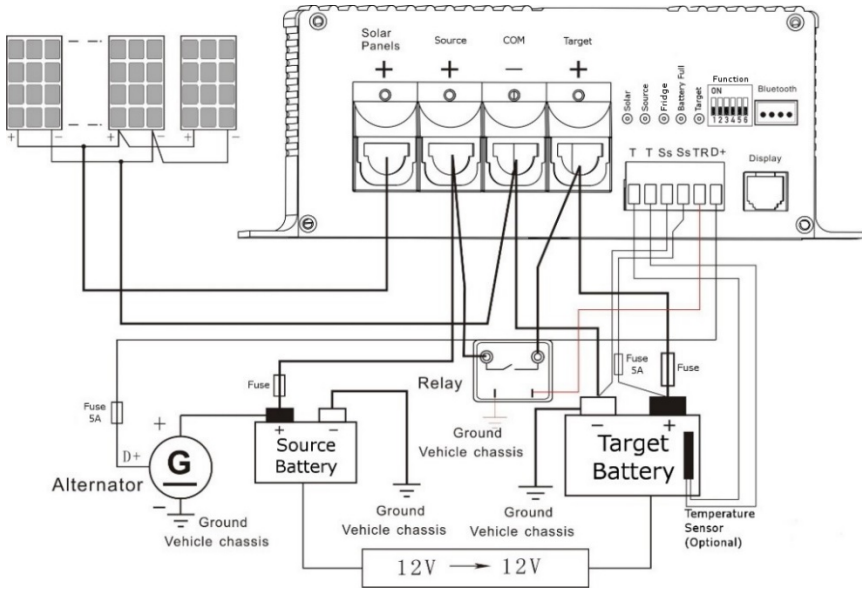 Solar
Panels
Source
COM
Target
+
+
−
+
Solar
Source
Fridge
Battery Full
Target
Function
ON
1 2 3 4 5 6
Bluetooth
T T Ss Ss TR D+
Display
+ − + − + −
Fuse
5A
Fuse
Relay
Fuse
5A
Fuse
+
D+
G
Alternator
−
Ground
Vehicle chassis
+ −
Source
Battery
Ground
Vehicle chassis
Ground
Vehicle chassis
Ground
Vehicle chassis
− +
Target
Battery
Temperature
Sensor
(Optional)
12V → 12V